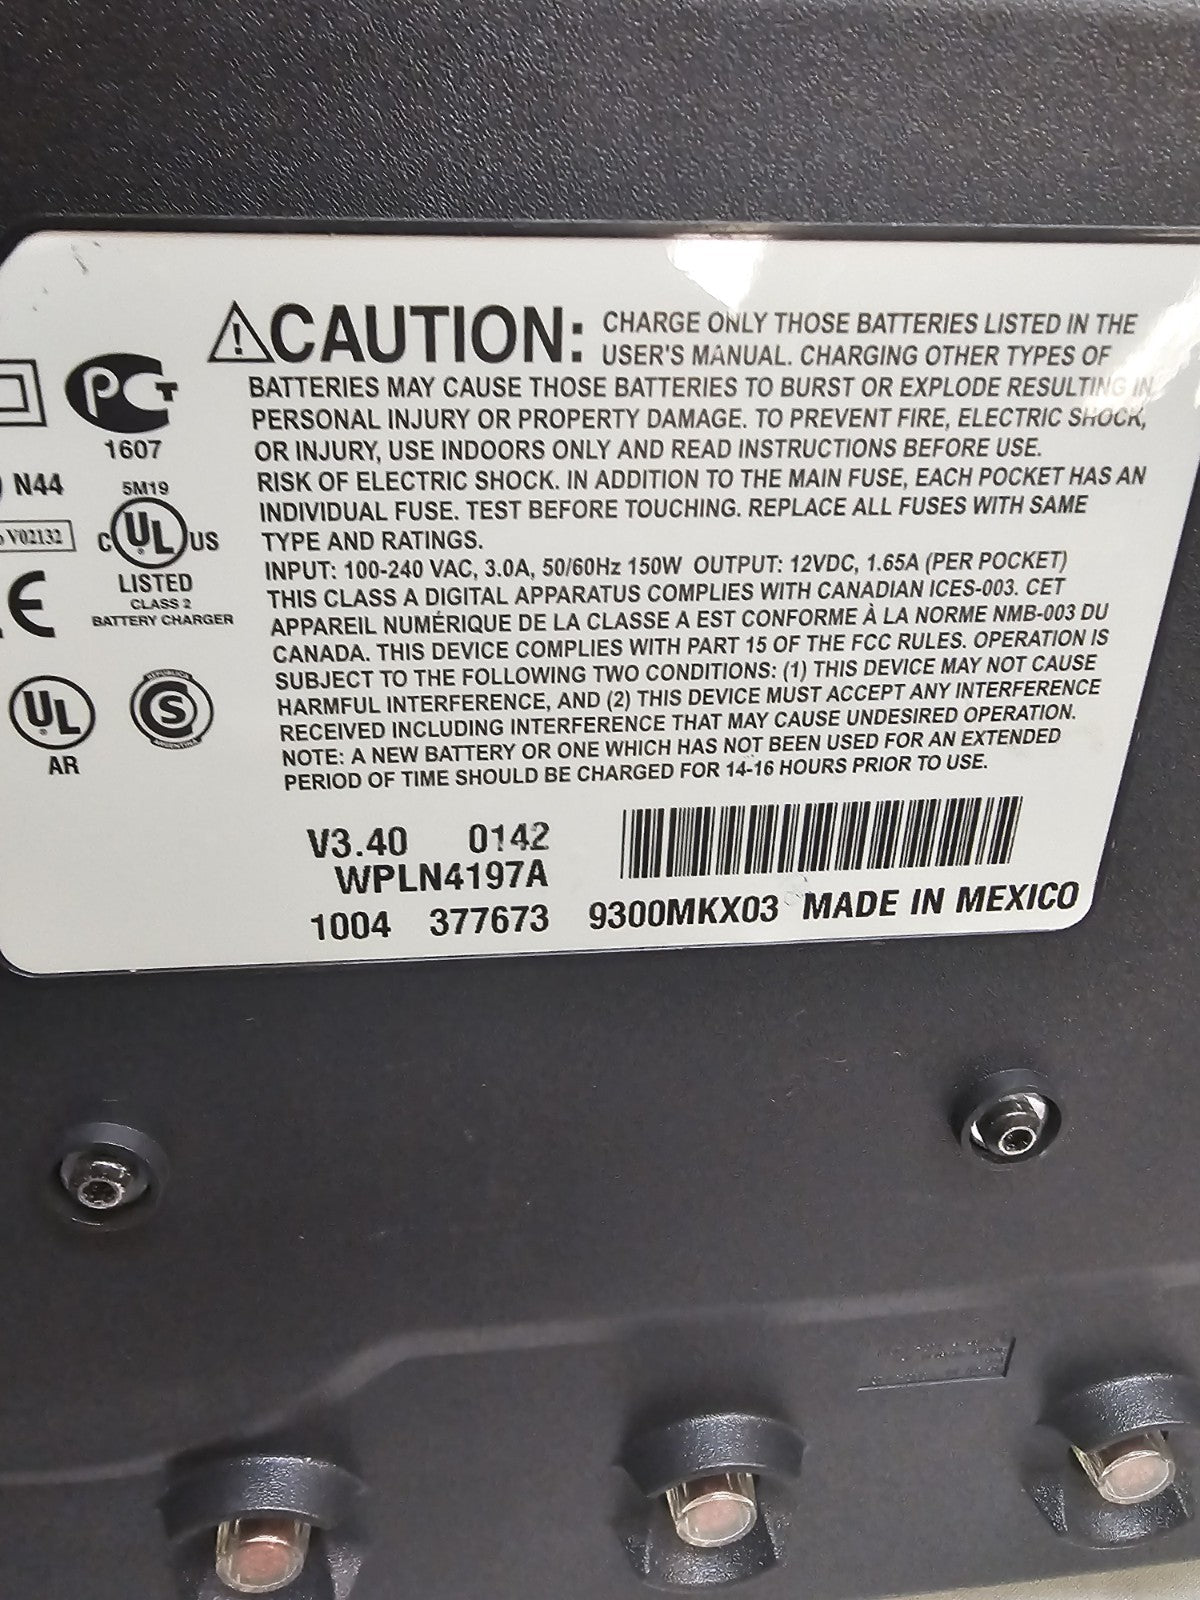 CAUTION: CHARGE ONLY THOSE BATTERIES LISTED IN THE
USER'S MANUAL. CHARGING OTHER TYPES OF
BATTERIES MAY CAUSE THOSE BATTERIES TO BURST OR EXPLODE RESULTING IN
PERSONAL INJURY OR PROPERTY DAMAGE. TO PREVENT FIRE, ELECTRIC SHOCK,
OR INJURY, USE INDOORS ONLY AND READ INSTRUCTIONS BEFORE USE.
RISK OF ELECTRIC SHOCK. IN ADDITION TO THE MAIN FUSE, EACH POCKET HAS AN
INDIVIDUAL FUSE. TEST BEFORE TOUCHING. REPLACE ALL FUSES WITH SAME
TYPE AND RATINGS.
INPUT: 100-240 VAC, 3.0A, 50/60Hz 150W OUTPUT: 12VDC, 1.65A (PER POCKET)
THIS CLASS A DIGITAL APPARATUS COMPLIES WITH CANADIAN ICES-003. CET
APPAREIL NUMÉRIQUE DE LA CLASSE A EST CONFORME À LA NORME NMB-003 DU
CANADA. THIS DEVICE COMPLIES WITH PART 15 OF THE FCC RULES. OPERATION IS
SUBJECT TO THE FOLLOWING TWO CONDITIONS: (1) THIS DEVICE MAY NOT CAUSE
HARMFUL INTERFERENCE, AND (2) THIS DEVICE MUST ACCEPT ANY INTERFERENCE
RECEIVED INCLUDING INTERFERENCE THAT MAY CAUSE UNDESIRED OPERATION.
NOTE: A NEW BATTERY OR ONE WHICH HAS NOT BEEN USED FOR AN EXTENDED
PERIOD OF TIME SHOULD BE CHARGED FOR 14-16 HOURS PRIOR TO USE.
PCT
1607
N44
5M19
V02132
C UL US
LISTED
CLASS 2
BATTERY CHARGER
CE
UL
AR
REPUBLICA
S
ARGENTINA
V3.40 0142
WPLN4197A
1004 377673 9300MKX03 MADE IN MEXICO